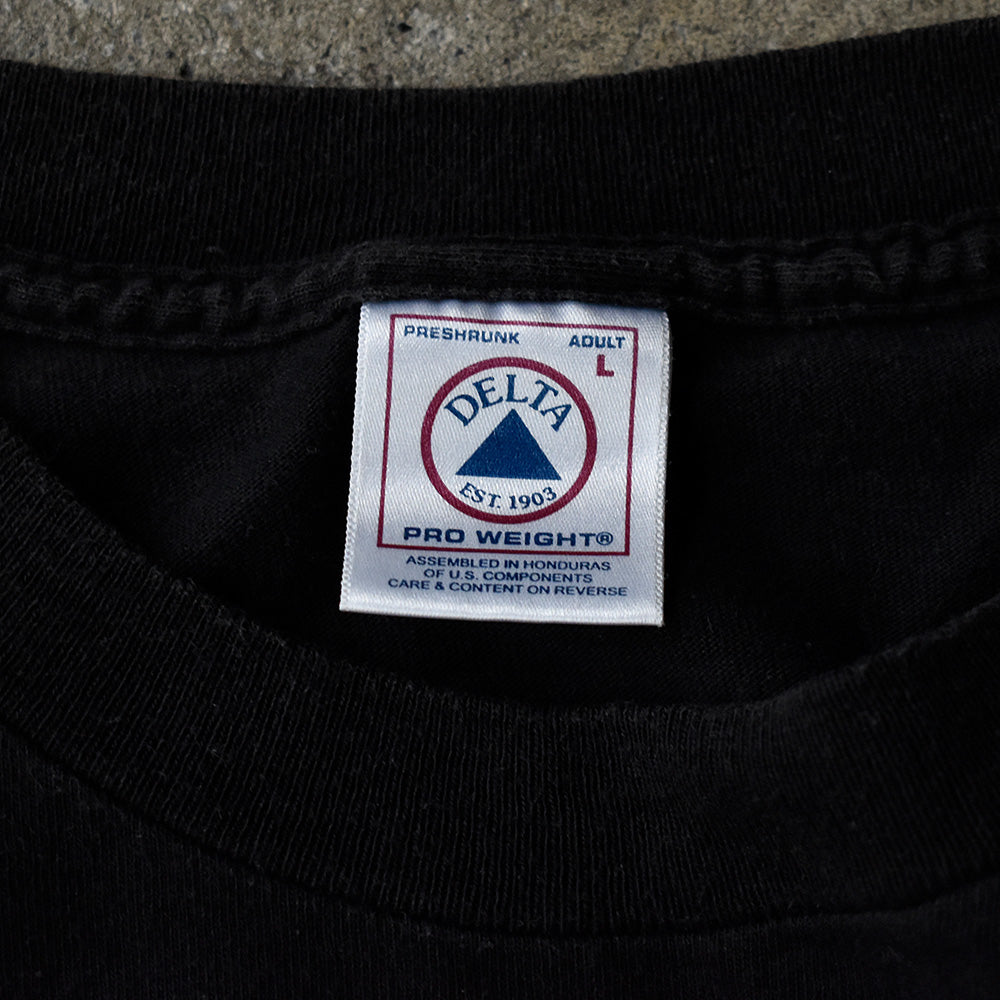 PRESHRUNK ADULT
L
DELTA
EST. 1903
PRO WEIGHT®
ASSEMBLED IN HONDURAS
OF U.S. COMPONENTS
CARE & CONTENT ON REVERSE